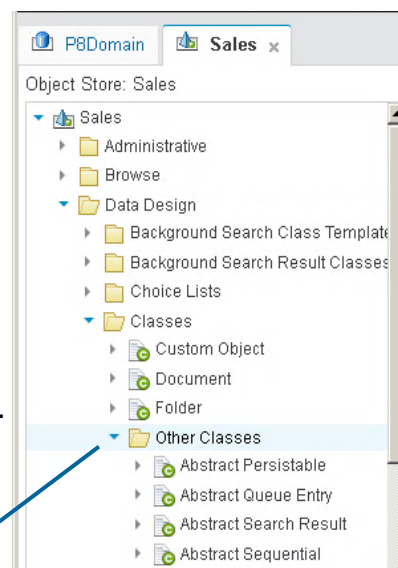 P8Domain Sales x
Object Store: Sales
Sales
Administrative
Browse
Data Design
Background Search Class Template
Background Search Result Classes
Choice Lists
Classes
Custom Object
Document
Folder
Other Classes
Abstract Persistable
Abstract Queue Entry
Abstract Search Result
Abstract Sequential